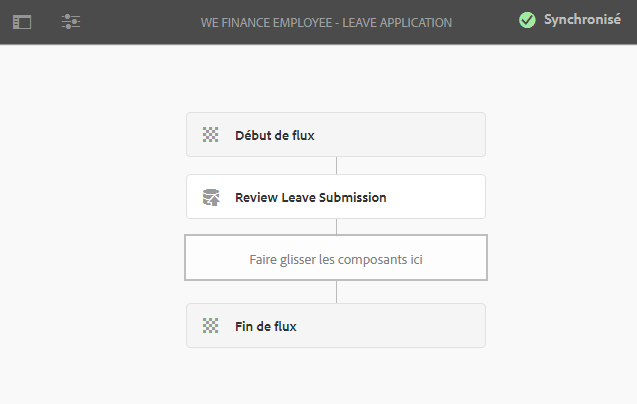 WE FINANCE EMPLOYEE - LEAVE APPLICATION
Synchronisé
Début de flux
Review Leave Submission
Faire glisser les composants ici
Fin de flux